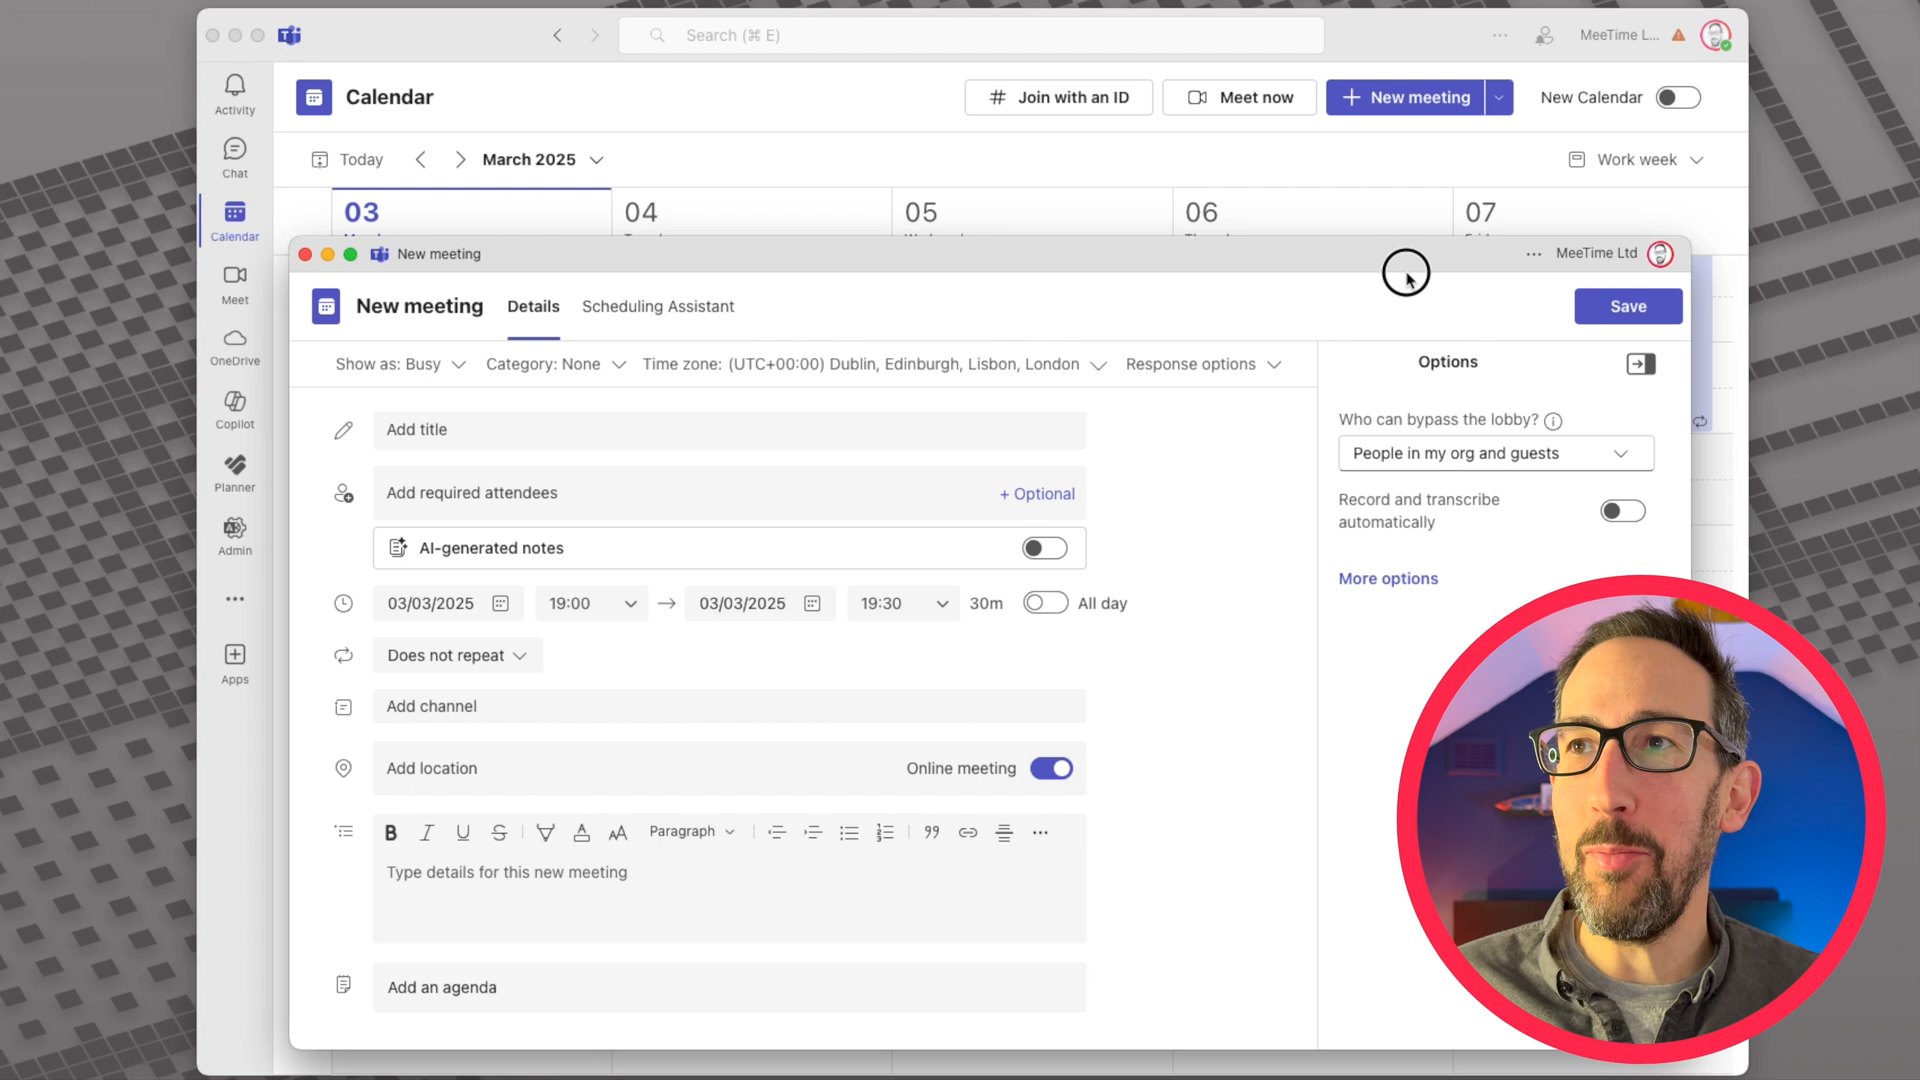 Search (⌘ E)
MeeTime L...
Activity
Chat
Calendar
Meet
OneDrive
Copilot
Planner
Admin
Apps
Calendar
# Join with an ID
Meet now
+ New meeting
New Calendar
Today
March 2025
Work week
03
04
05
06
07
New meeting
MeeTime Ltd
New meeting
Details
Scheduling Assistant
Save
Show as: Busy
Category: None
Time zone: (UTC+00:00) Dublin, Edinburgh, Lisbon, London
Response options
Options
Add title
Who can bypass the lobby?
People in my org and guests
Add required attendees
+ Optional
Record and transcribe
automatically
AI-generated notes
More options
03/03/2025
19:00
03/03/2025
19:30
30m
All day
Does not repeat
Add channel
Add location
Online meeting
B I U S
Paragraph
Type details for this new meeting
Add an agenda